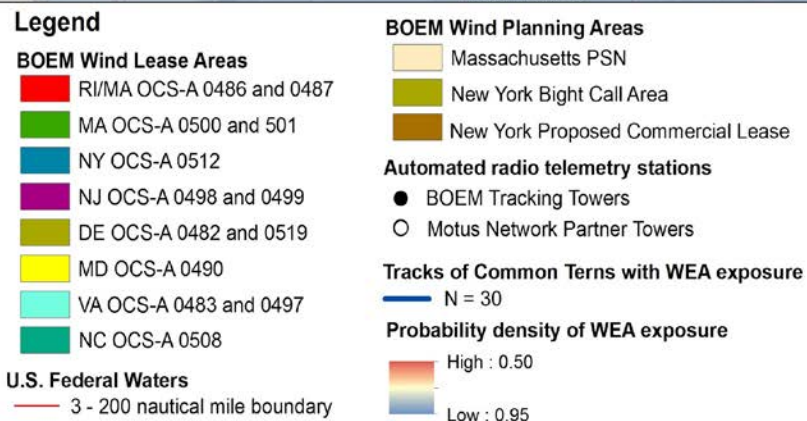 Legend
BOEM Wind Lease Areas
RI/MA OCS-A 0486 and 0487
MA OCS-A 0500 and 501
NY OCS-A 0512
NJ OCS-A 0498 and 0499
DE OCS-A 0482 and 0519
MD OCS-A 0490
VA OCS-A 0483 and 0497
NC OCS-A 0508
U.S. Federal Waters
3 - 200 nautical mile boundary
BOEM Wind Planning Areas
Massachusetts PSN
New York Bight Call Area
New York Proposed Commercial Lease
Automated radio telemetry stations
BOEM Tracking Towers
Motus Network Partner Towers
Tracks of Common Terns with WEA exposure
N = 30
Probability density of WEA exposure
High : 0.50
Low : 0.95